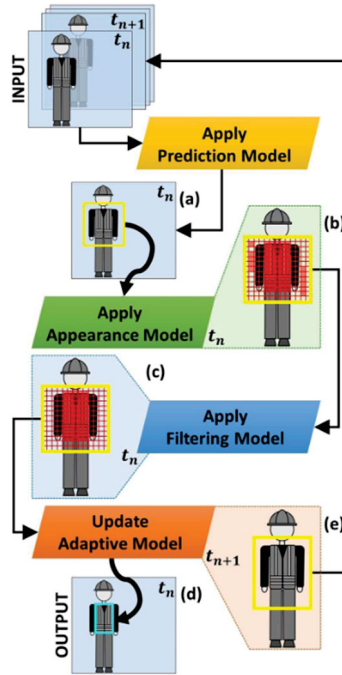 t_{n+1}
t_n
INPUT
Apply
Prediction Model
t_n
(a)
(b)
Apply
Appearance Model
t_n
(c)
t_n
Apply
Filtering Model
Update
Adaptive Model
t_{n+1}
(e)
t_n
(d)
OUTPUT